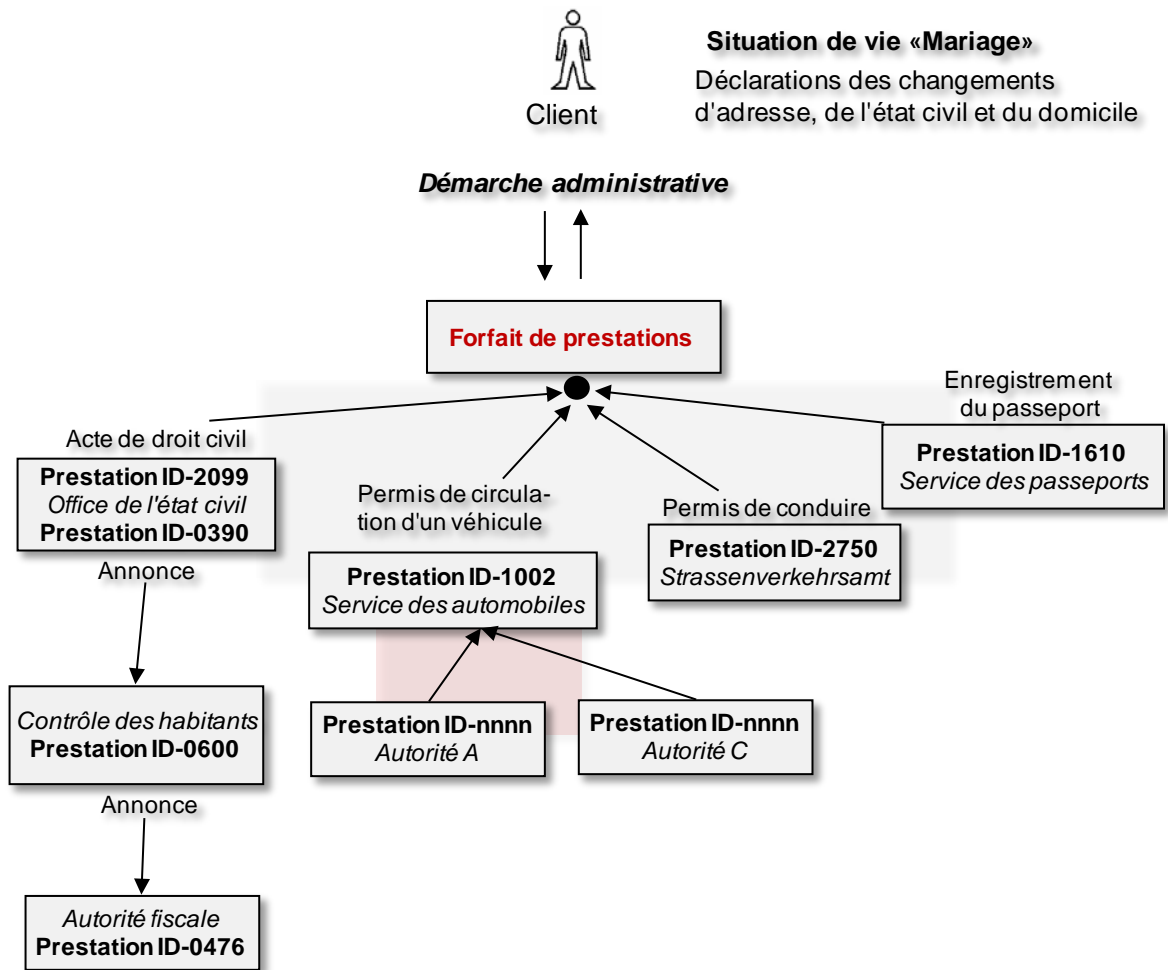 Situation de vie «Mariage»
Déclarations des changements
d'adresse, de l'état civil et du domicile
Client
Démarche administrative
Forfait de prestations
Enregistrement
du passeport
Prestation ID-1610
Service des passeports
Acte de droit civil
Prestation ID-2099
Office de l'état civil
Prestation ID-0390
Annonce
Permis de circula-
tion d'un véhicule
Prestation ID-1002
Service des automobiles
Permis de conduire
Prestation ID-2750
Strassenverkehrsamt
Contrôle des habitants
Prestation ID-0600
Annonce
Prestation ID-nnnn
Autorité A
Prestation ID-nnnn
Autorité C
Autorité fiscale
Prestation ID-0476